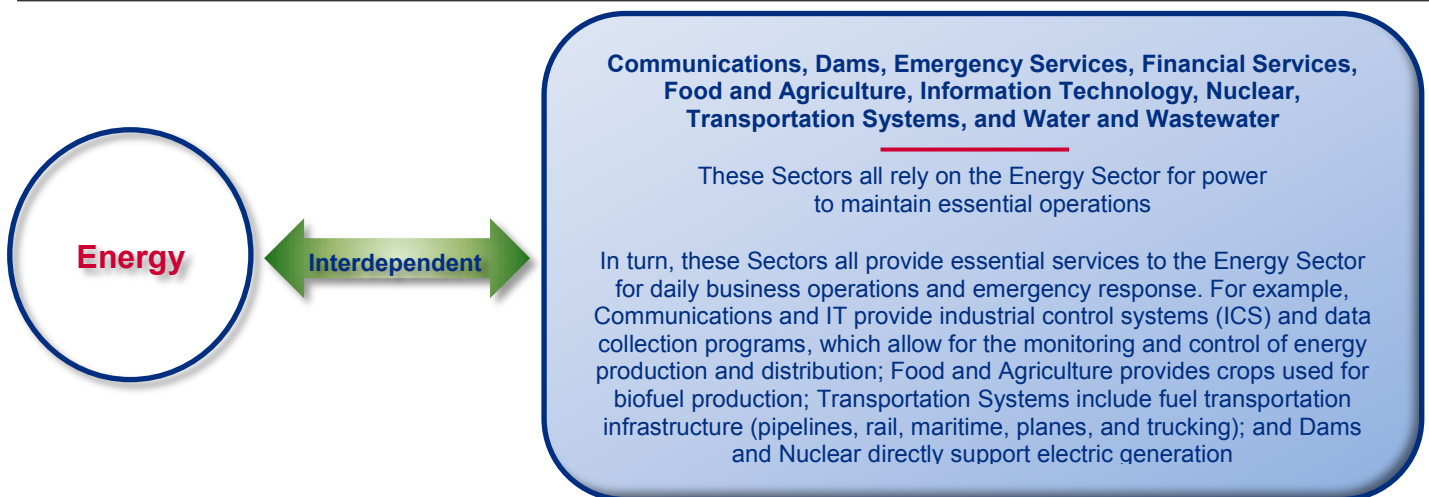 Energy
Interdependent
Communications, Dams, Emergency Services, Financial Services,
Food and Agriculture, Information Technology, Nuclear,
Transportation Systems, and Water and Wastewater
These Sectors all rely on the Energy Sector for power
to maintain essential operations
In turn, these Sectors all provide essential services to the Energy Sector
for daily business operations and emergency response. For example,
Communications and IT provide industrial control systems (ICS) and data
collection programs, which allow for the monitoring and control of energy
production and distribution; Food and Agriculture provides crops used for
biofuel production; Transportation Systems include fuel transportation
infrastructure (pipelines, rail, maritime, planes, and trucking); and Dams
and Nuclear directly support electric generation